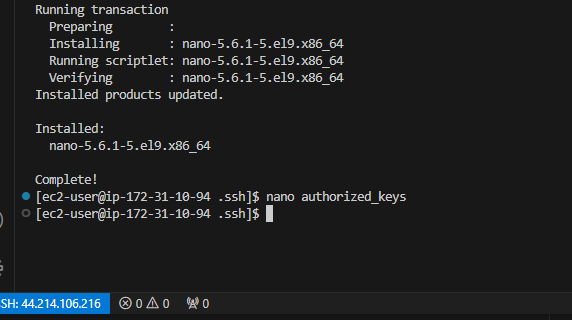 Running transaction
  Preparing        :
  Installing       : nano-5.6.1-5.el9.x86_64
  Running scriptlet: nano-5.6.1-5.el9.x86_64
  Verifying        : nano-5.6.1-5.el9.x86_64
Installed products updated.

Installed:
  nano-5.6.1-5.el9.x86_64

Complete!
[ec2-user@ip-172-31-10-94 .ssh]$ nano authorized_keys
[ec2-user@ip-172-31-10-94 .ssh]$
SH: 44.214.106.216 0 0 0